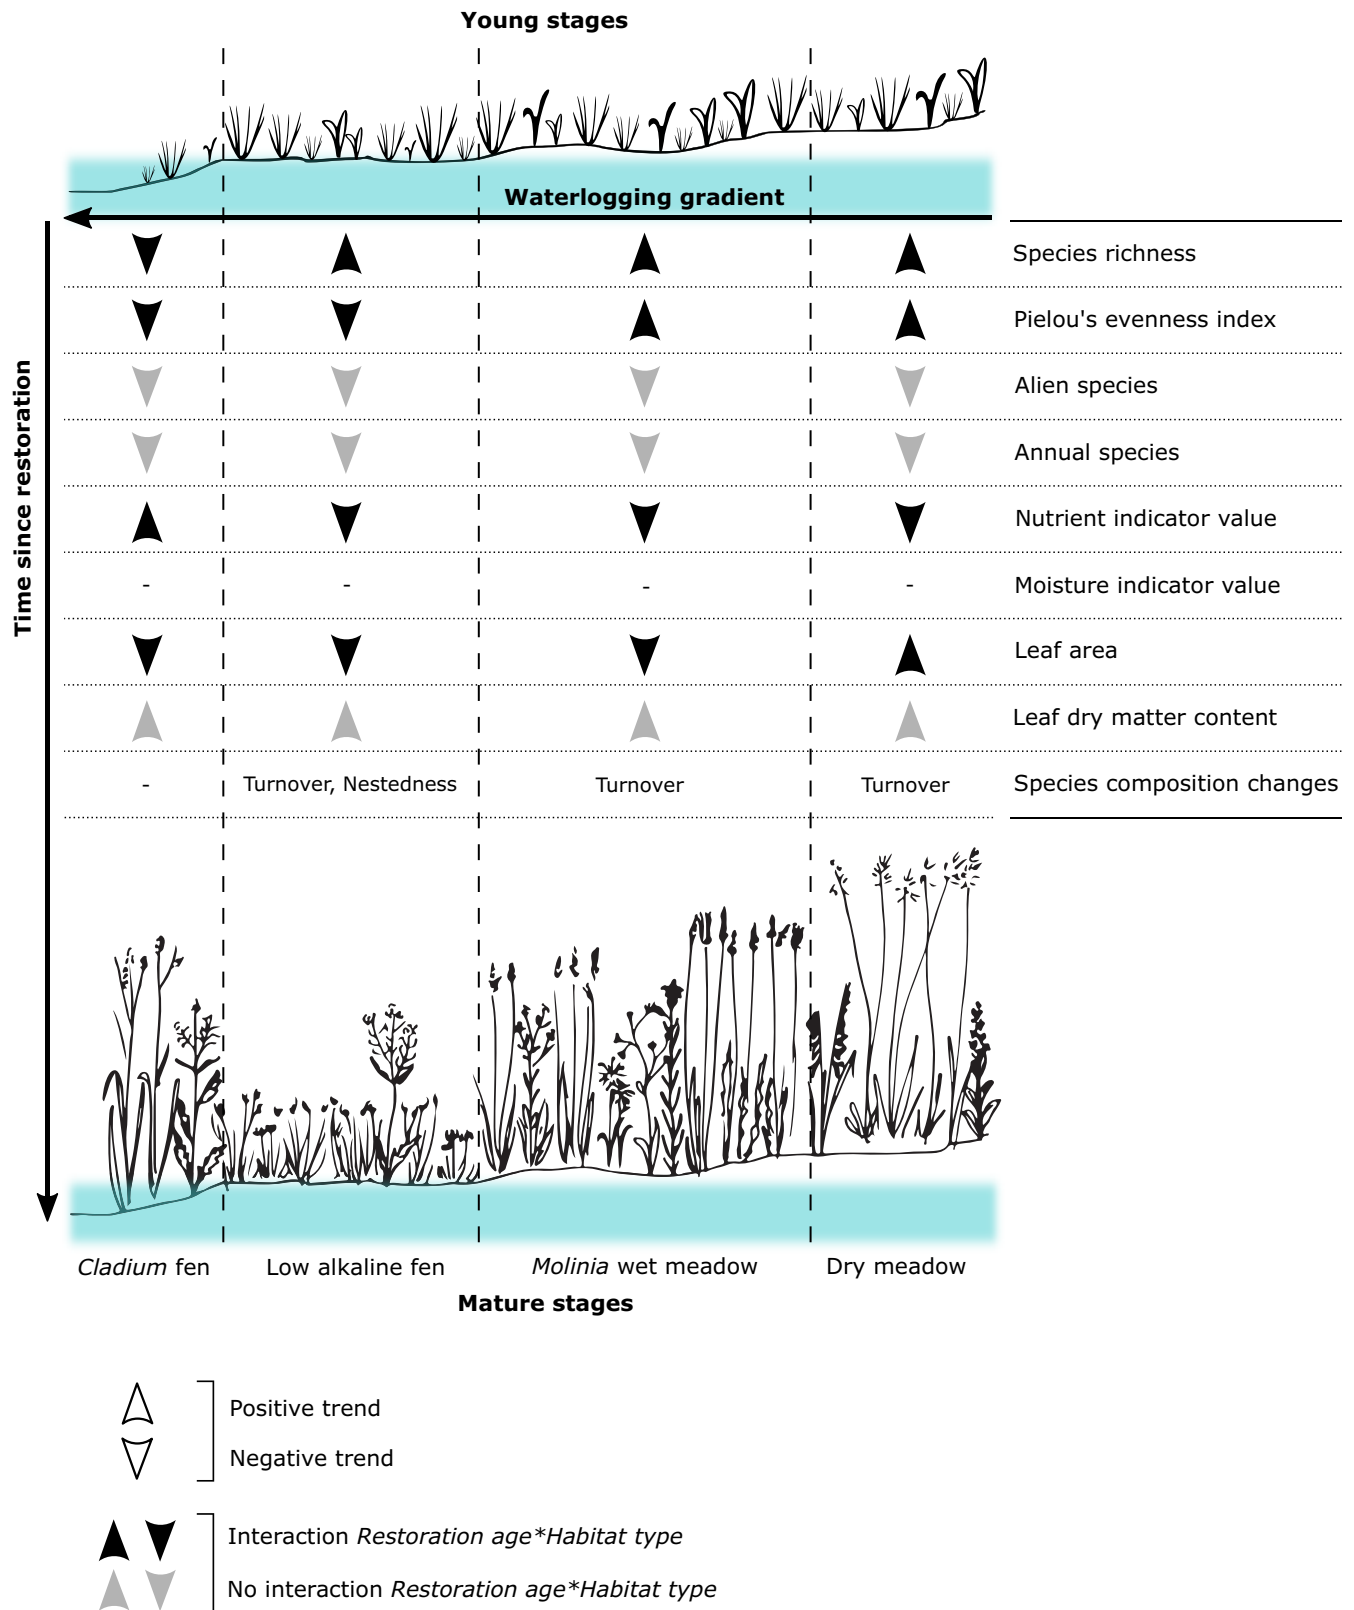 Young stages
Waterlogging gradient
Time since restoration
Species richness
Pielou's evenness index
Alien species
Annual species
Nutrient indicator value
- - - - Moisture indicator value
Leaf area
Leaf dry matter content
- Turnover, Nestedness Turnover Turnover Species composition changes
Cladium fen Low alkaline fen Molinia wet meadow Dry meadow
Mature stages
Positive trend
Negative trend
Interaction Restoration age*Habitat type
No interaction Restoration age*Habitat type